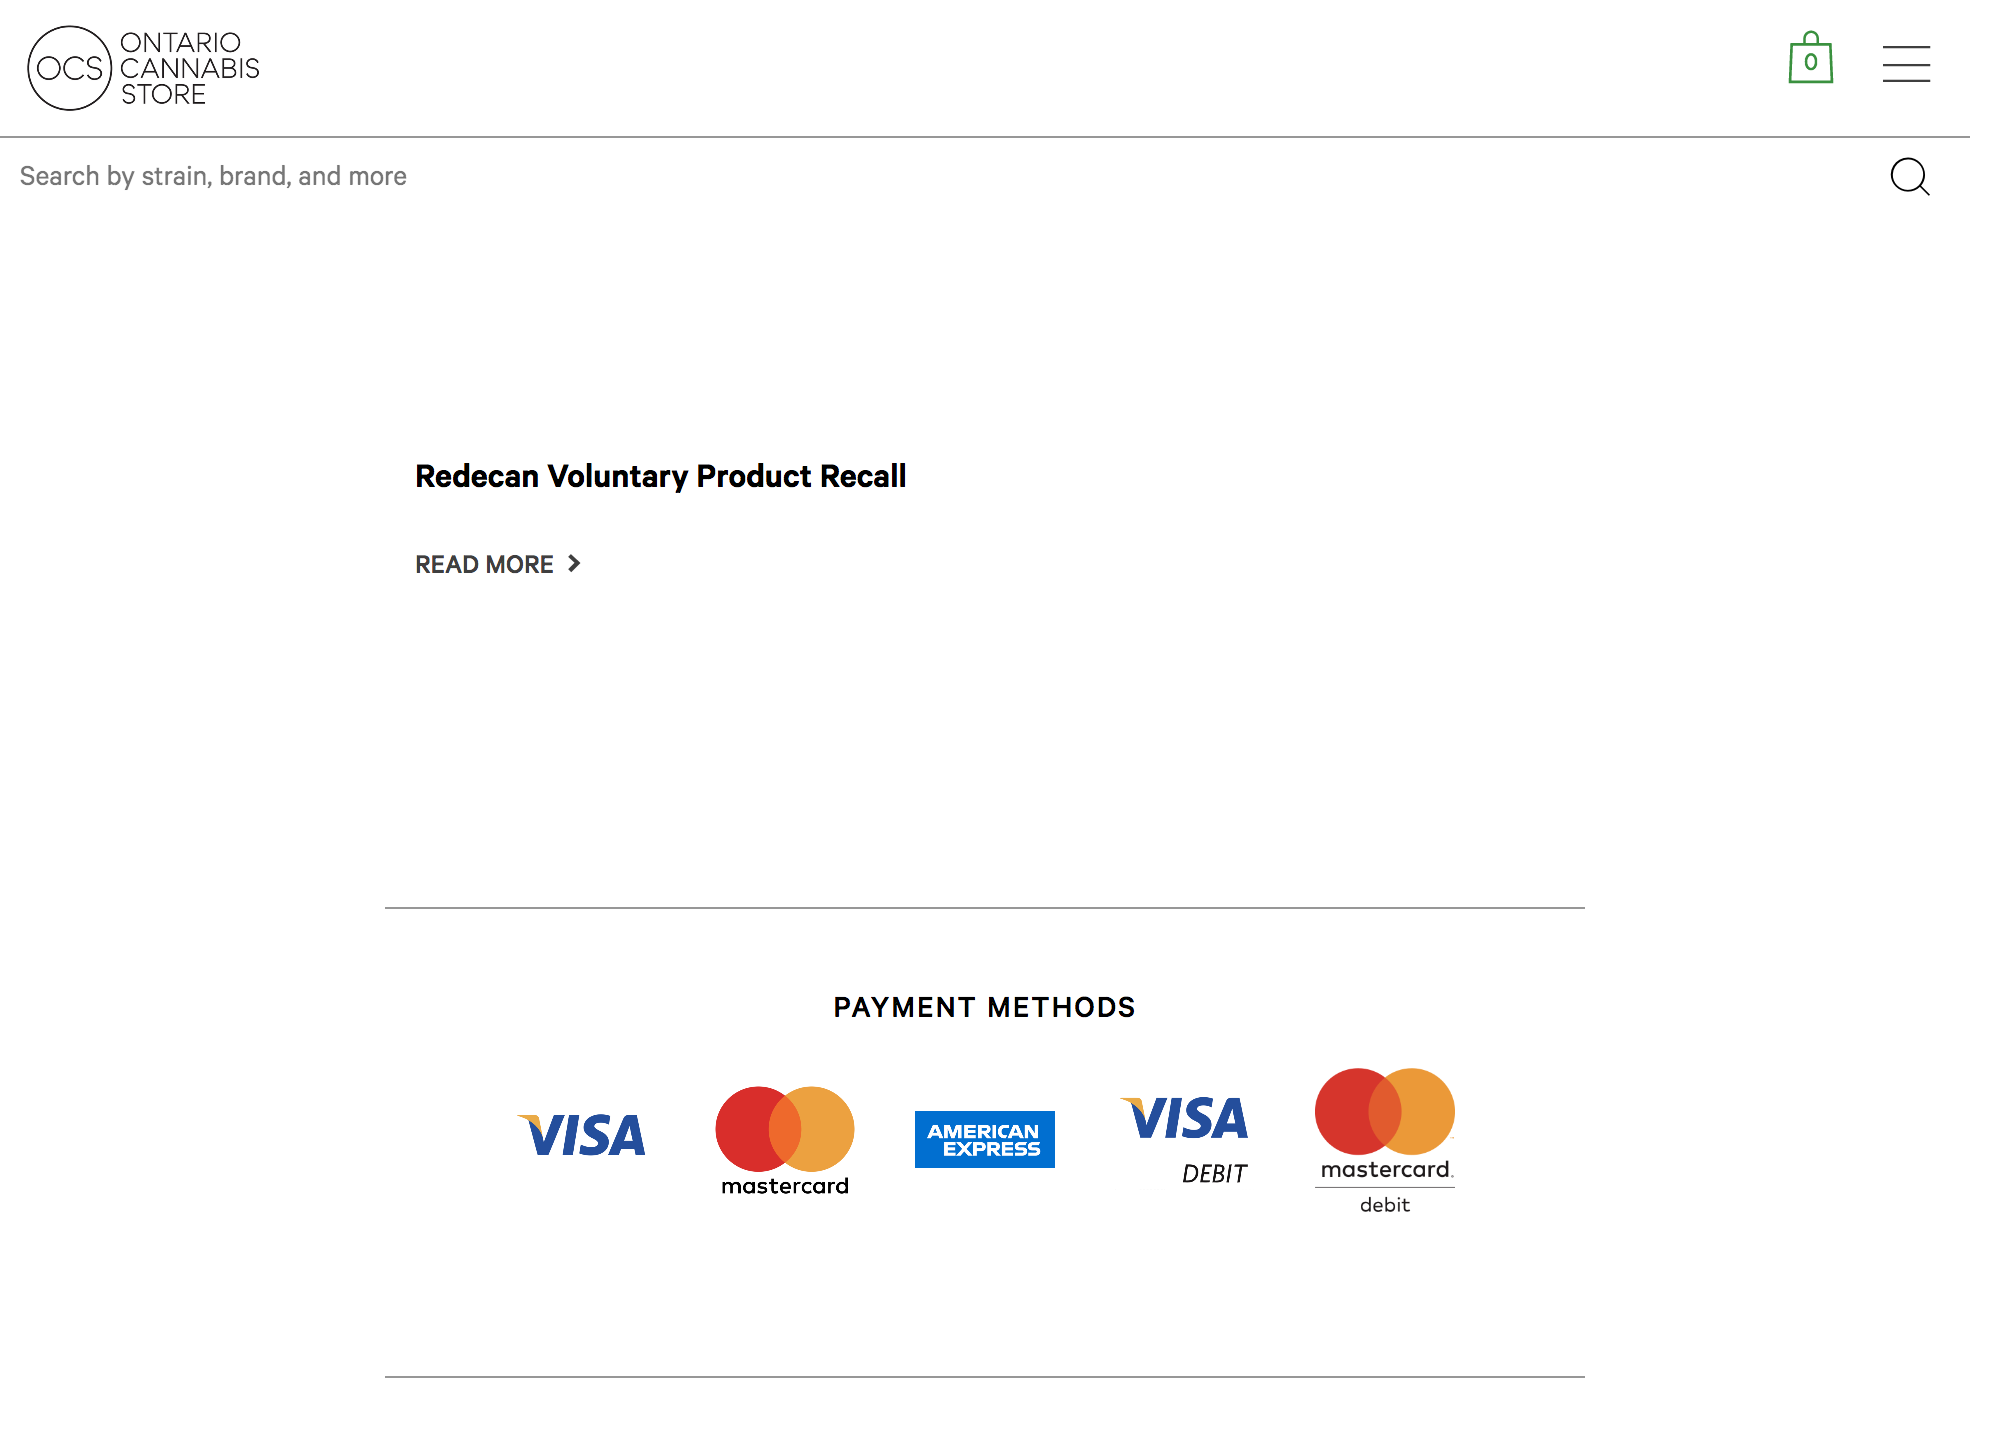 OCS
ONTARIO
CANNABIS
STORE
0
Search by strain, brand, and more
Redecan Voluntary Product Recall
READ MORE
PAYMENT METHODS
VISA
mastercard
AMERICAN
EXPRESS
VISA
DEBIT
mastercard.
debit